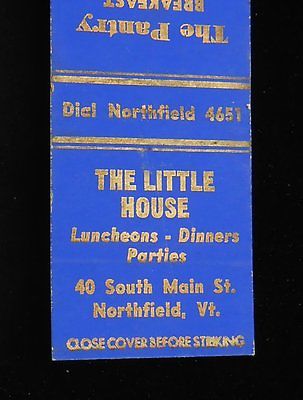 The Pantry
BREAKFAST
Dial Northfield 4651
THE LITTLE
HOUSE
Luncheons - Dinners
Parties
40 South Main St.
Northfield, Vt.
CLOSE COVER BEFORE STRIKING